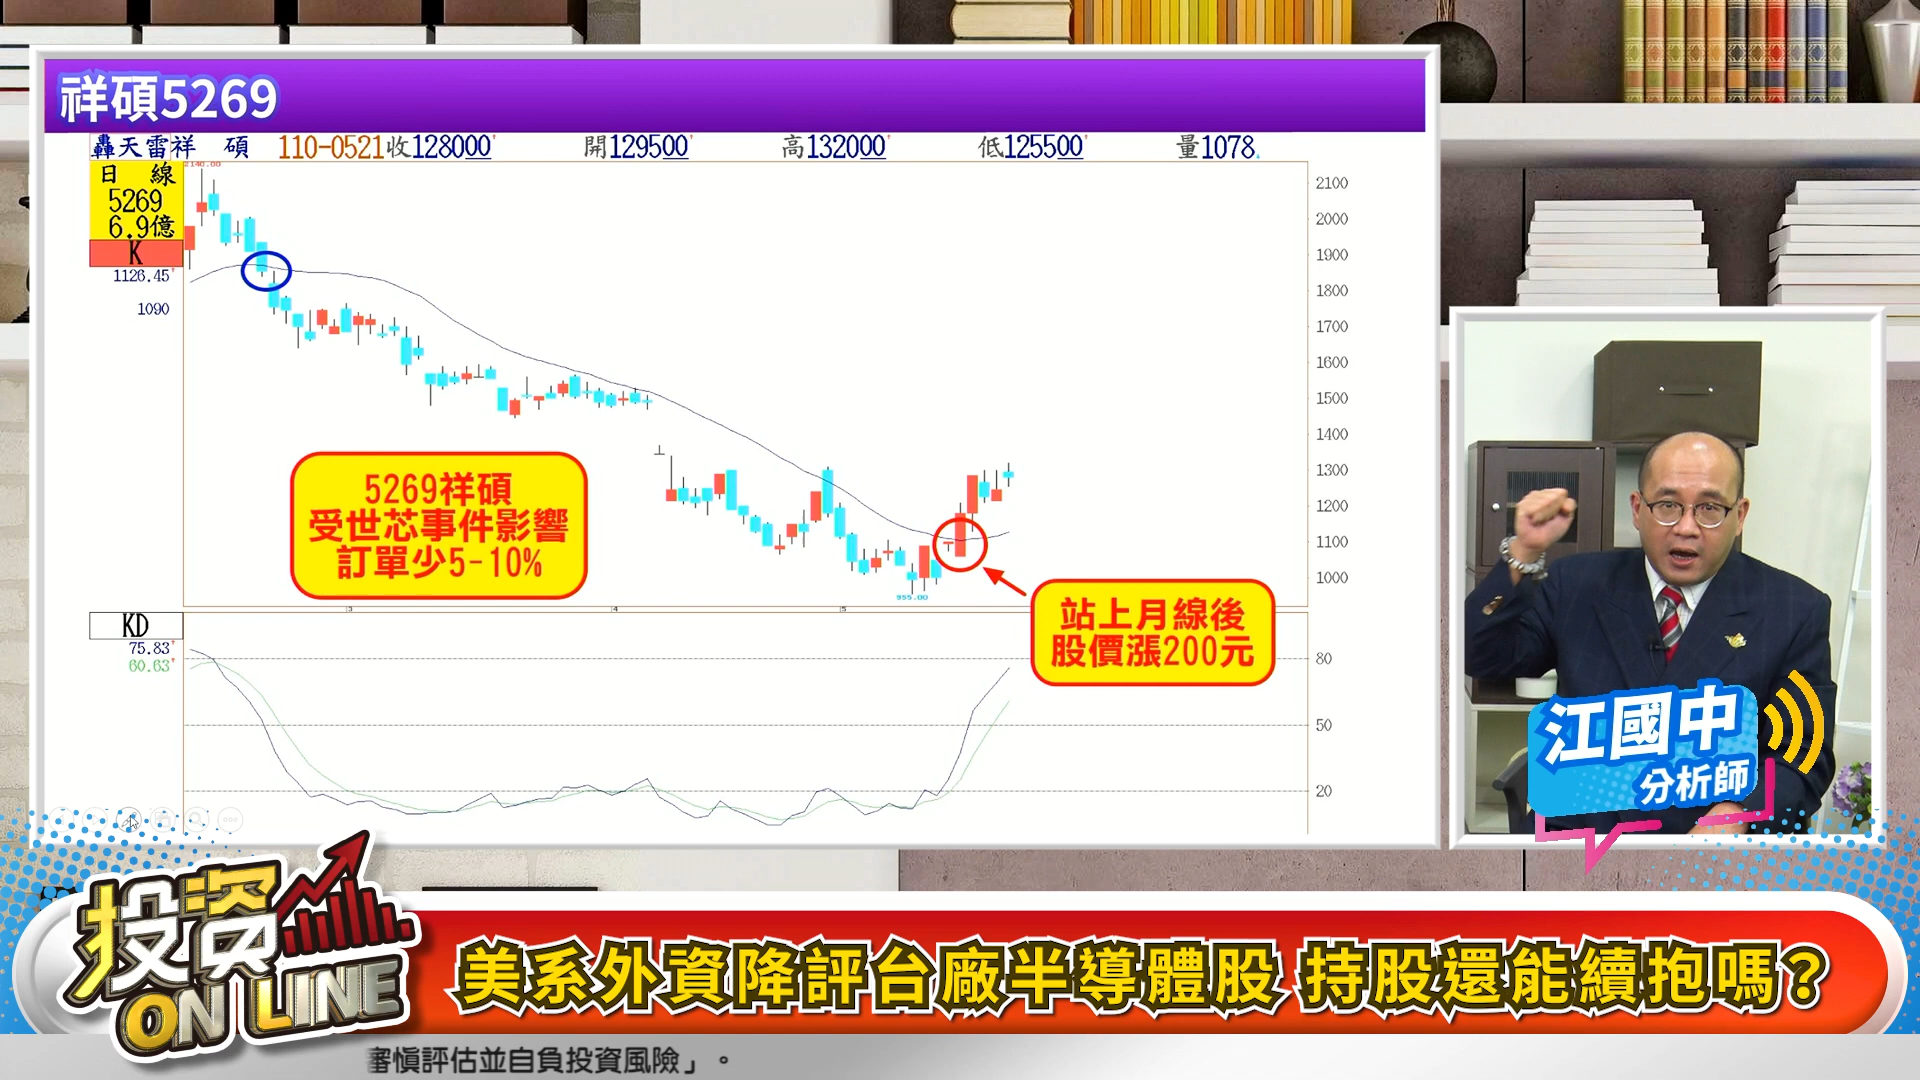 祥碩5269
轟天雷祥 碩 110-0521收128000 開129500 高132000 低125500 量1078.
2140.00
日 線
5269
6.9億
K
1126.45
1090
2100
2000
1900
1800
1700
1600
1500
1400
1300
1200
1100
1000
5269祥碩
受世芯事件影響
訂單少5-10%
955.00
3 4 5
站上月線後
股價漲200元
KD
75.83
60.63
80
50
20
江國中
分析師
投資
ON LINE
美系外資降評台廠半導體股 持股還能續抱嗎？
審慎評估並自負投資風險」。